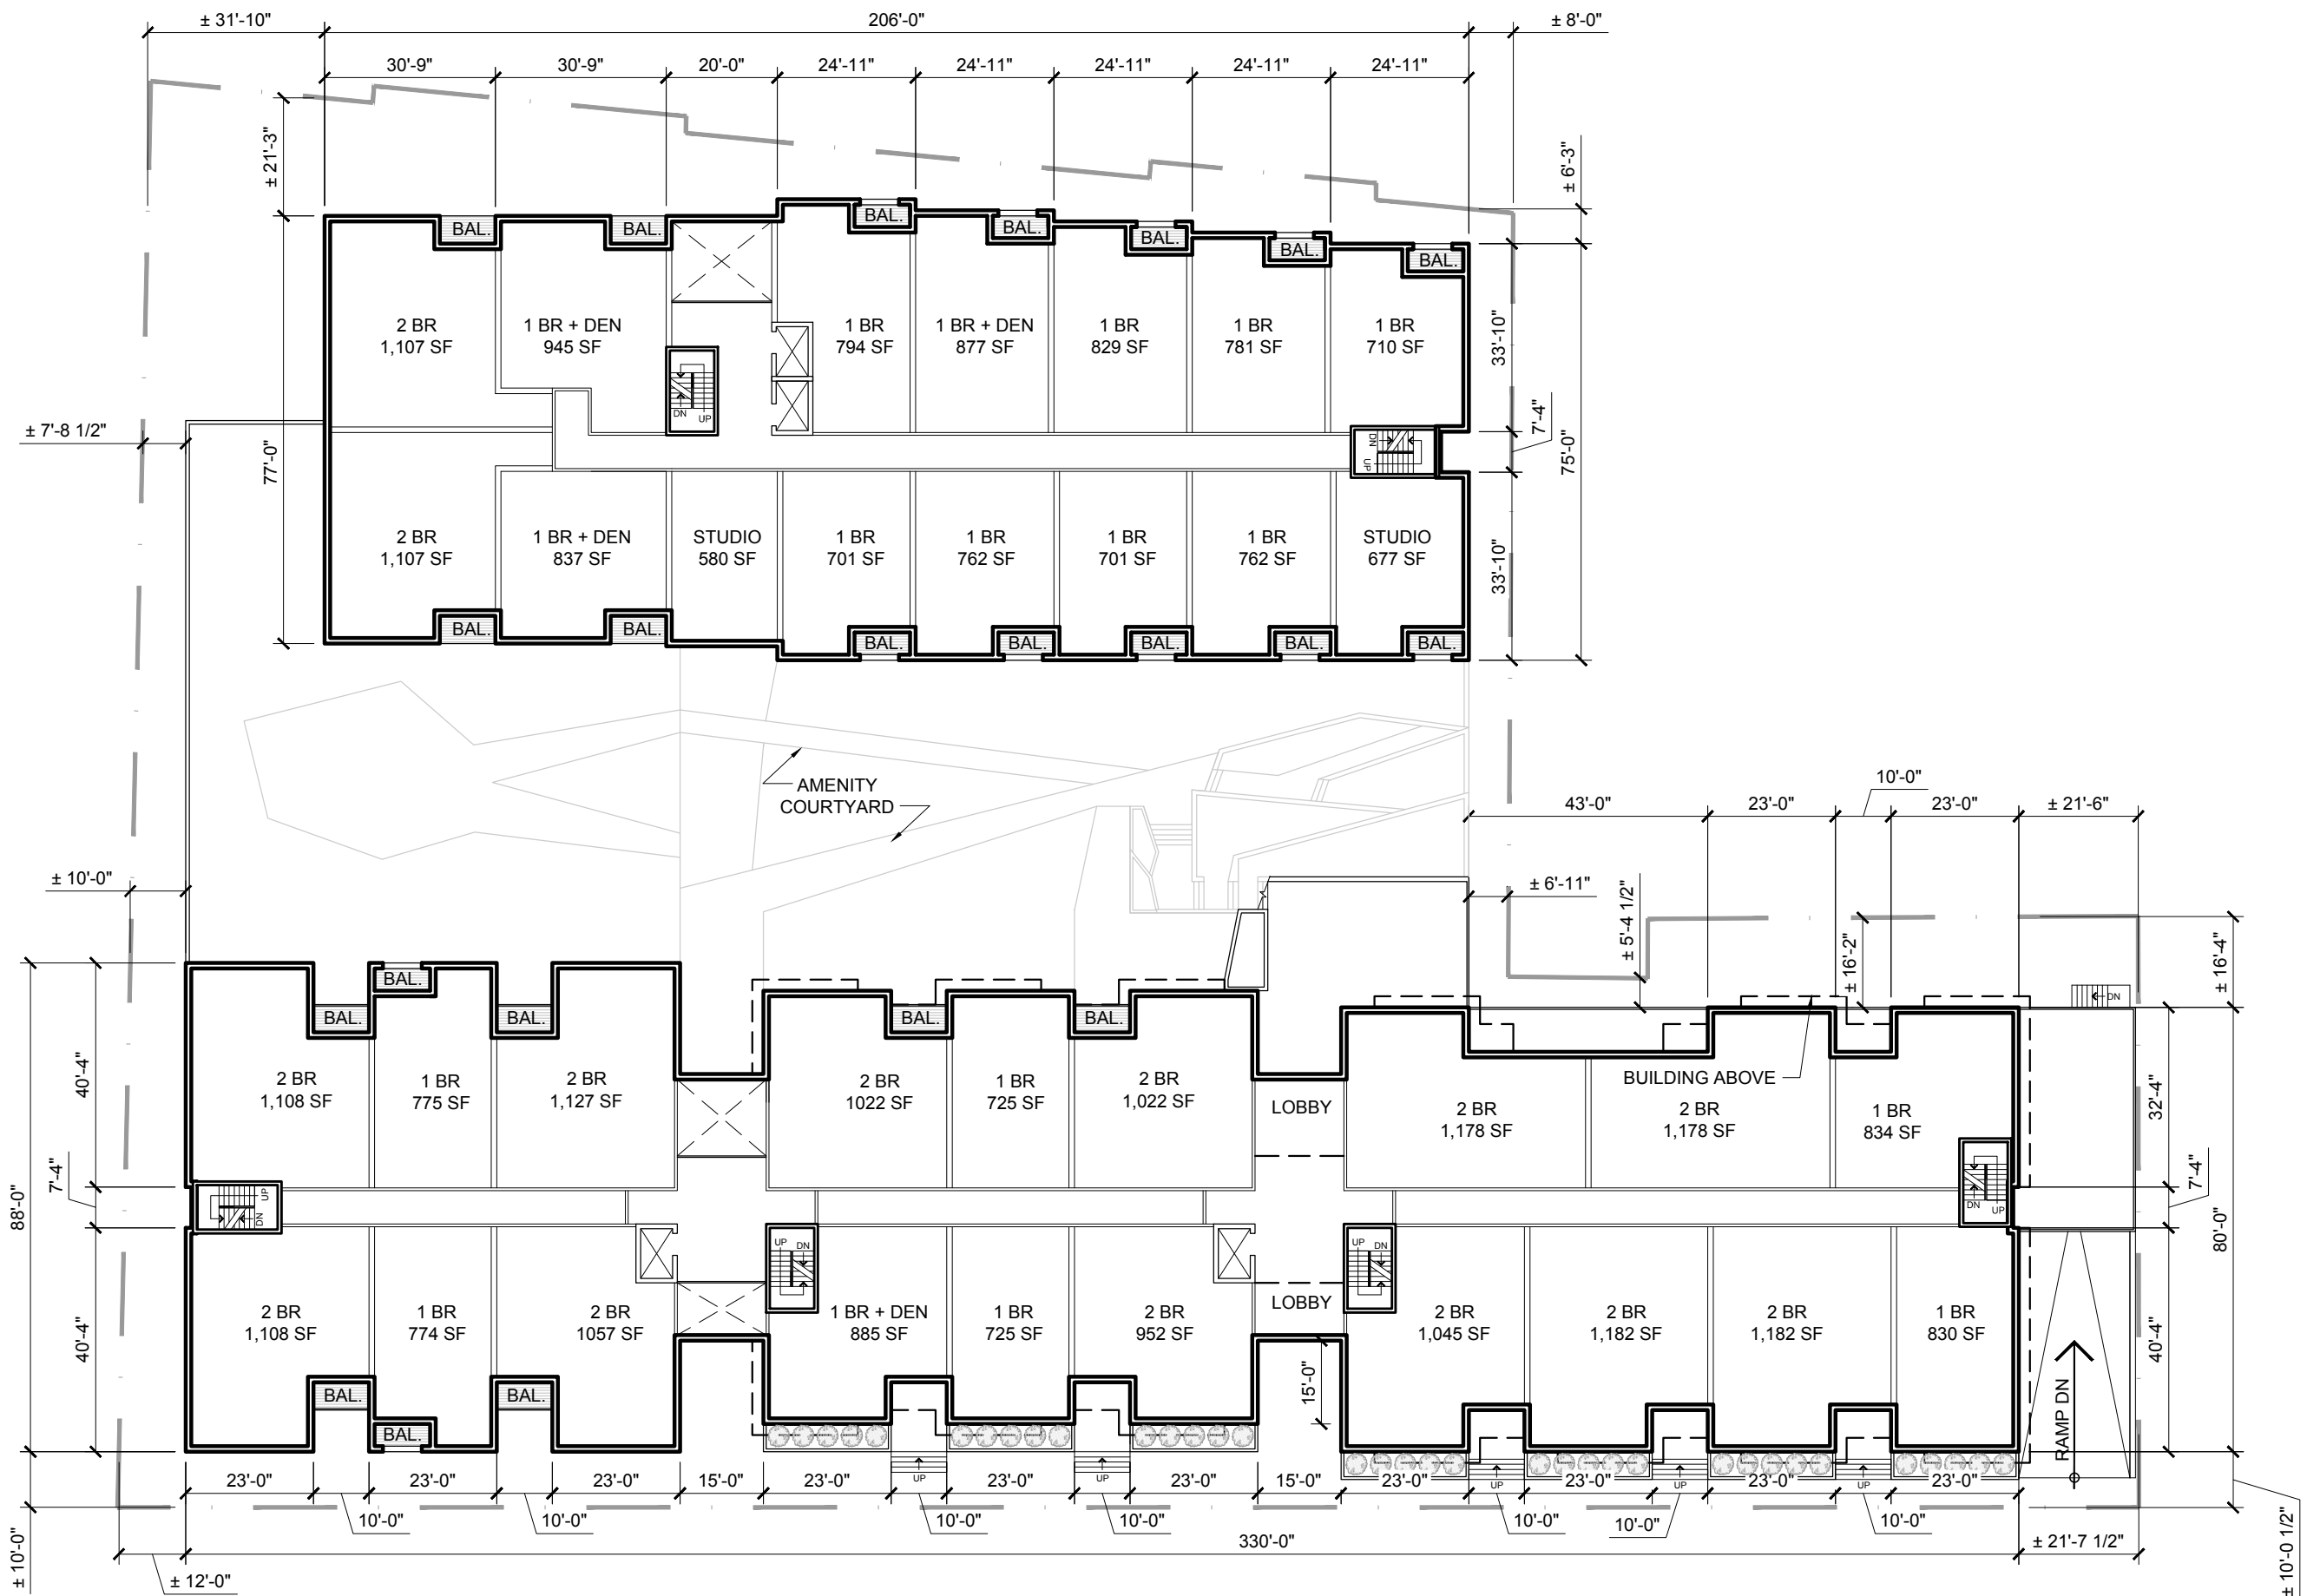 ± 31'-10"
206'-0"
± 8'-0"
30'-9"
30'-9"
20'-0"
24'-11"
24'-11"
24'-11"
24'-11"
24'-11"
± 21'-3"
± 6'-3"
BAL.
BAL.
BAL.
BAL.
BAL.
BAL.
BAL.
2 BR
1,107 SF
1 BR + DEN
945 SF
1 BR
794 SF
1 BR + DEN
877 SF
1 BR
829 SF
1 BR
781 SF
1 BR
710 SF
33'-10"
DN
UP
± 7'-8 1/2"
77'-0"
DN
UP
7'-4"
75'-0"
2 BR
1,107 SF
1 BR + DEN
837 SF
STUDIO
580 SF
1 BR
701 SF
1 BR
762 SF
1 BR
701 SF
1 BR
762 SF
STUDIO
677 SF
33'-10"
BAL.
BAL.
BAL.
BAL.
BAL.
BAL.
BAL.
AMENITY
COURTYARD
10'-0"
43'-0"
23'-0"
23'-0"
± 21'-6"
± 10'-0"
± 6'-11"
± 5'-4 1/2"
± 16'-2"
± 16'-4"
DN
BAL.
BAL.
BAL.
BAL.
BAL.
40'-4"
2 BR
1,108 SF
1 BR
775 SF
2 BR
1,127 SF
2 BR
1022 SF
1 BR
725 SF
2 BR
1,022 SF
LOBBY
BUILDING ABOVE
2 BR
1,178 SF
2 BR
1,178 SF
1 BR
834 SF
32'-4"
7'-4"
88'-0"
UP
DN
DN
UP
7'-4"
80'-0"
UP
DN
UP
DN
40'-4"
2 BR
1,108 SF
1 BR
774 SF
2 BR
1057 SF
1 BR + DEN
885 SF
1 BR
725 SF
2 BR
952 SF
LOBBY
2 BR
1,045 SF
2 BR
1,182 SF
2 BR
1,182 SF
1 BR
830 SF
40'-4"
15'-0"
RAMP DN
BAL.
BAL.
BAL.
23'-0"
23'-0"
23'-0"
15'-0"
23'-0"
UP
23'-0"
UP
23'-0"
15'-0"
23'-0"
UP
23'-0"
UP
23'-0"
UP
23'-0"
10'-0"
10'-0"
10'-0"
10'-0"
10'-0"
10'-0"
10'-0"
± 10'-0"
± 12'-0"
330'-0"
± 21'-7 1/2"
± 10'-0 1/2"